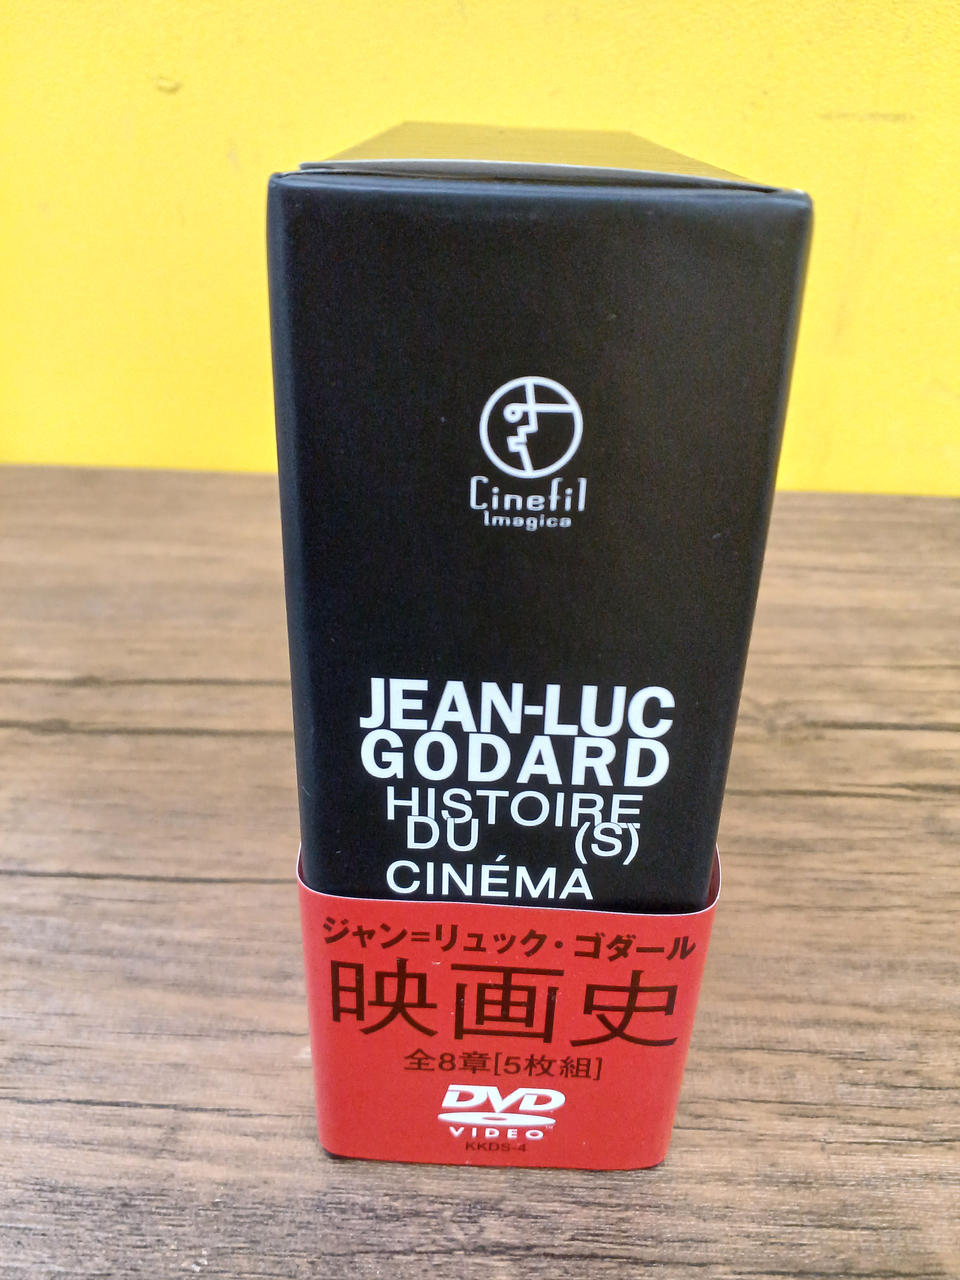 Cinefil
Imagica
JEAN-LUC
GODARD
HISTOIRE
DU (S)
CINÉMA
ジャン=リュック・ゴダール
映画史
全8章[5枚組]
DVD
VIDEO™
KKDS-4